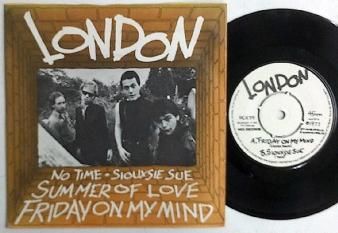 LONDON
NO TIME • SIOUXSIE SUE
SUMMER OF LOVE
FRIDAY ON MY MIND
LONDON
45rpm
A. FRIDAY ON MY MIND
B. SIOUXSIE SUE